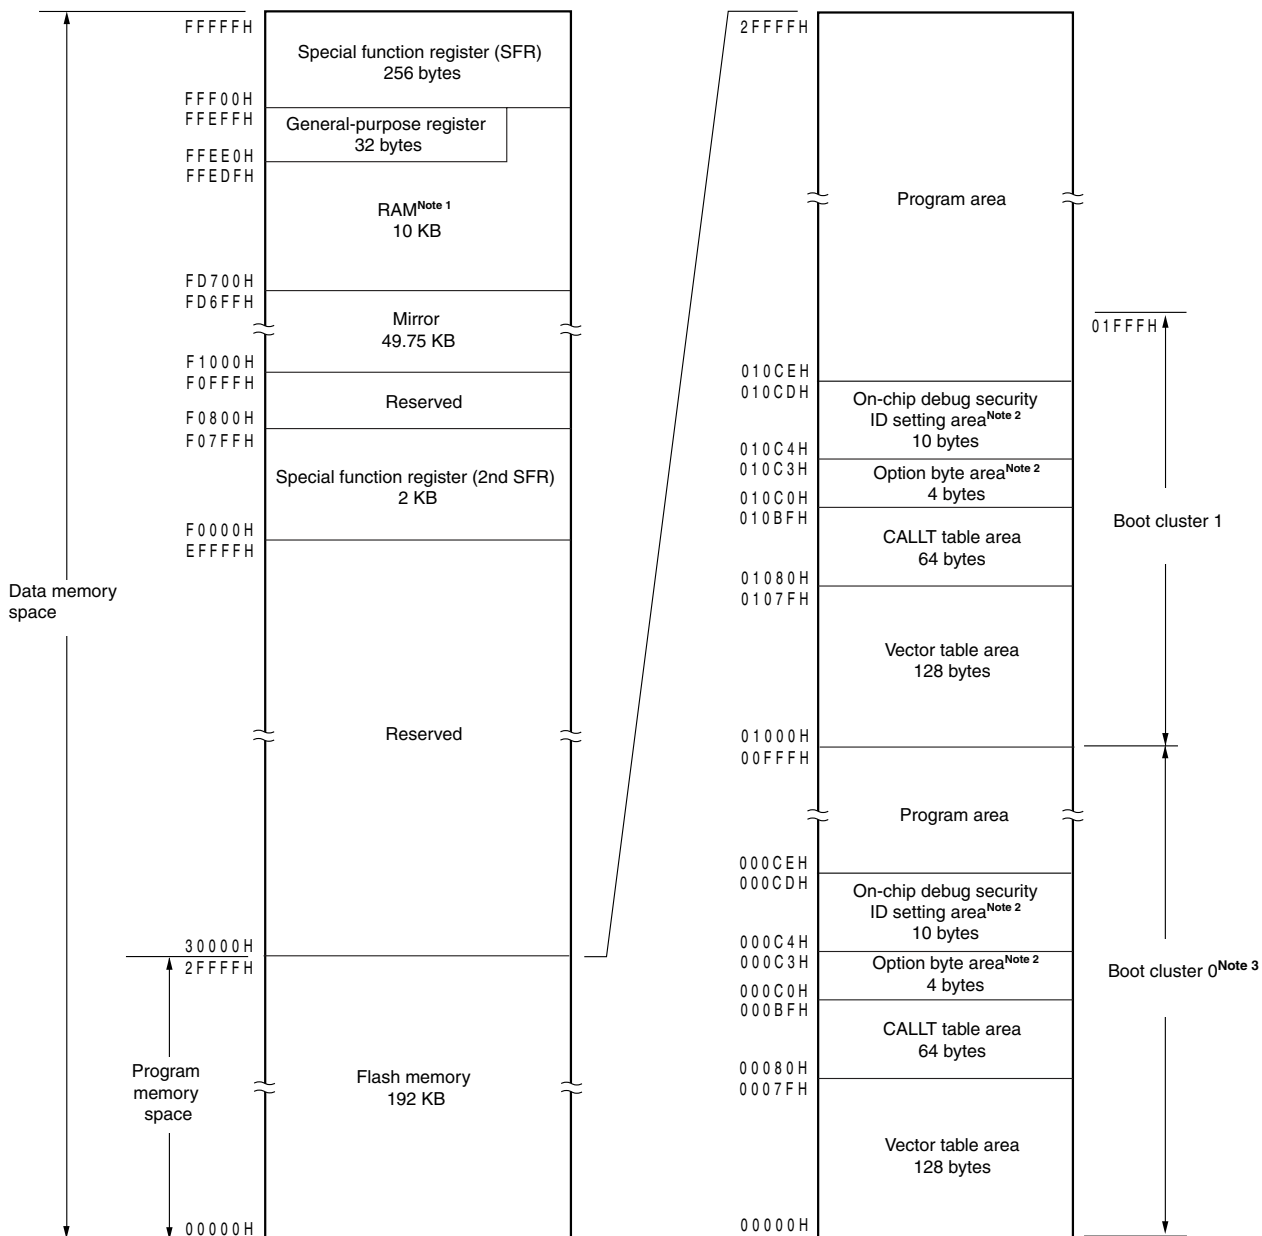 FFFFFH
Special function register (SFR)
256 bytes
FFF00H
FFEFFH
General-purpose register
32 bytes
FFEE0H
FFEDFH
RAMNote 1
10 KB
FD700H
FD6FFH
Mirror
49.75 KB
F1000H
F0FFFH
Reserved
F0800H
F07FFH
Special function register (2nd SFR)
2 KB
F0000H
EFFFFH
Data memory
space
Reserved
30000H
2FFFFH
Program
memory
space
Flash memory
192 KB
00000H
2FFFFH
Program area
01FFFH
010CEH
010CDH
On-chip debug security
ID setting areaNote 2
10 bytes
010C4H
010C3H
Option byte areaNote 2
4 bytes
010C0H
010BFH
Boot cluster 1
CALLT table area
64 bytes
01080H
0107FH
Vector table area
128 bytes
01000H
00FFFH
Program area
000CEH
000CDH
On-chip debug security
ID setting areaNote 2
10 bytes
000C4H
000C3H
Option byte areaNote 2
4 bytes
Boot cluster 0Note 3
000C0H
000BFH
CALLT table area
64 bytes
00080H
0007FH
Vector table area
128 bytes
00000H